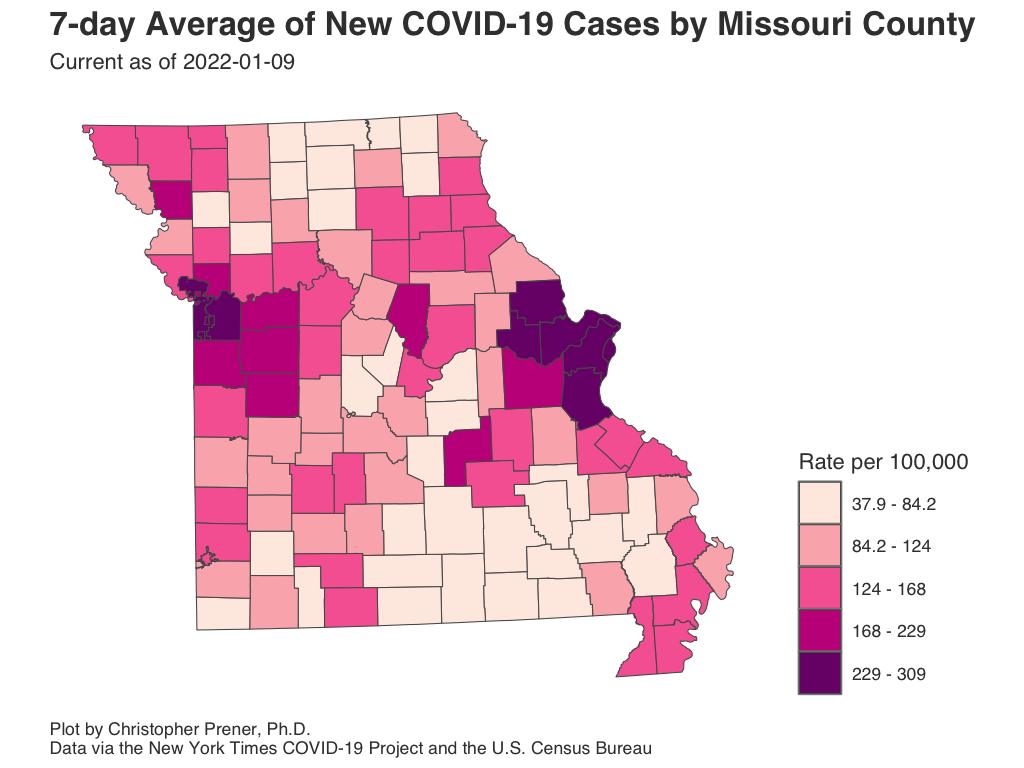 7-day Average of New COVID-19 Cases by Missouri County
Current as of 2022-01-09
Rate per 100,000
37.9 - 84.2
84.2 - 124
124 - 168
168 - 229
229 - 309
Plot by Christopher Prener, Ph.D.
Data via the New York Times COVID-19 Project and the U.S. Census Bureau